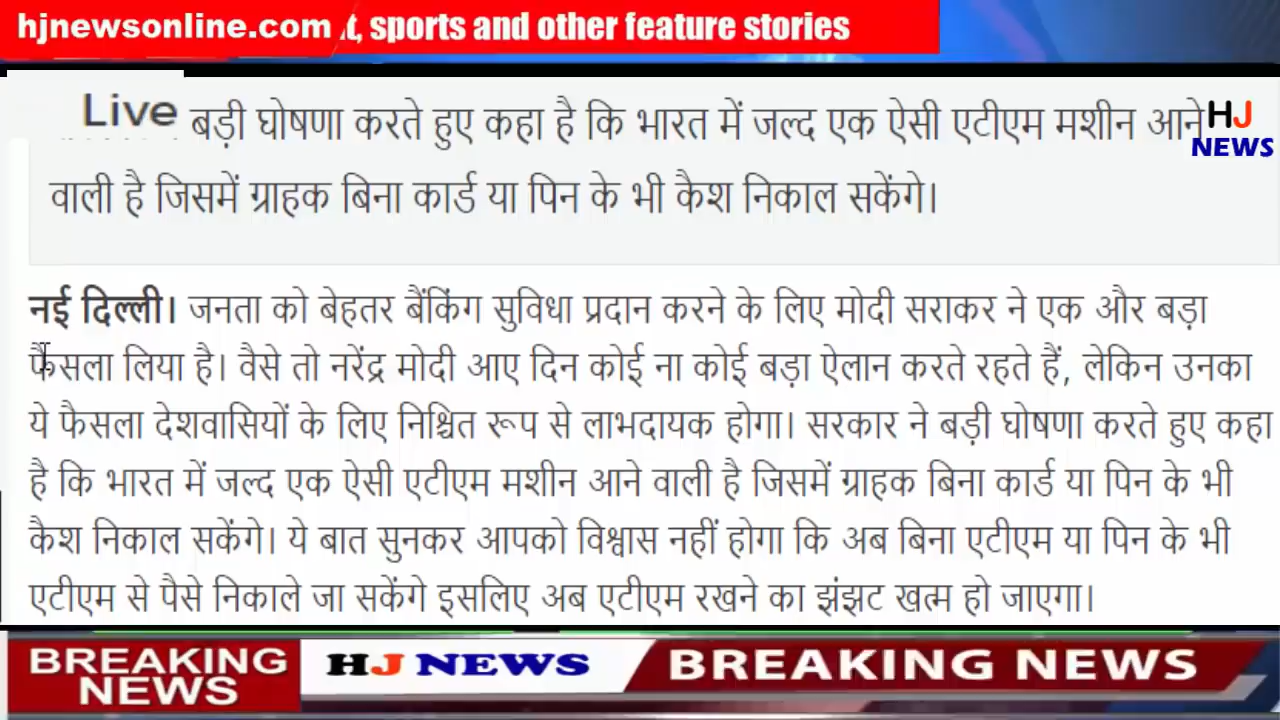 hjnewsonline.com t, sports and other feature stories
Live बड़ी घोषणा करते हुए कहा है कि भारत में जल्द एक ऐसी एटीएम मशीन आने
HJ
NEWS
वाली है जिसमें ग्राहक बिना कार्ड या पिन के भी कैश निकाल सकेंगे।
नई दिल्ली। जनता को बेहतर बैंकिंग सुविधा प्रदान करने के लिए मोदी सराकर ने एक और बड़ा
फैसला लिया है। वैसे तो नरेंद्र मोदी आए दिन कोई ना कोई बड़ा ऐलान करते रहते हैं, लेकिन उनका
ये फैसला देशवासियों के लिए निश्चित रूप से लाभदायक होगा। सरकार ने बड़ी घोषणा करते हुए कहा
है कि भारत में जल्द एक ऐसी एटीएम मशीन आने वाली है जिसमें ग्राहक बिना कार्ड या पिन के भी
कैश निकाल सकेंगे। ये बात सुनकर आपको विश्वास नहीं होगा कि अब बिना एटीएम या पिन के भी
एटीएम से पैसे निकाले जा सकेंगे इसलिए अब एटीएम रखने का झंझट खत्म हो जाएगा।
BREAKING NEWS HJ NEWS BREAKING NEWS